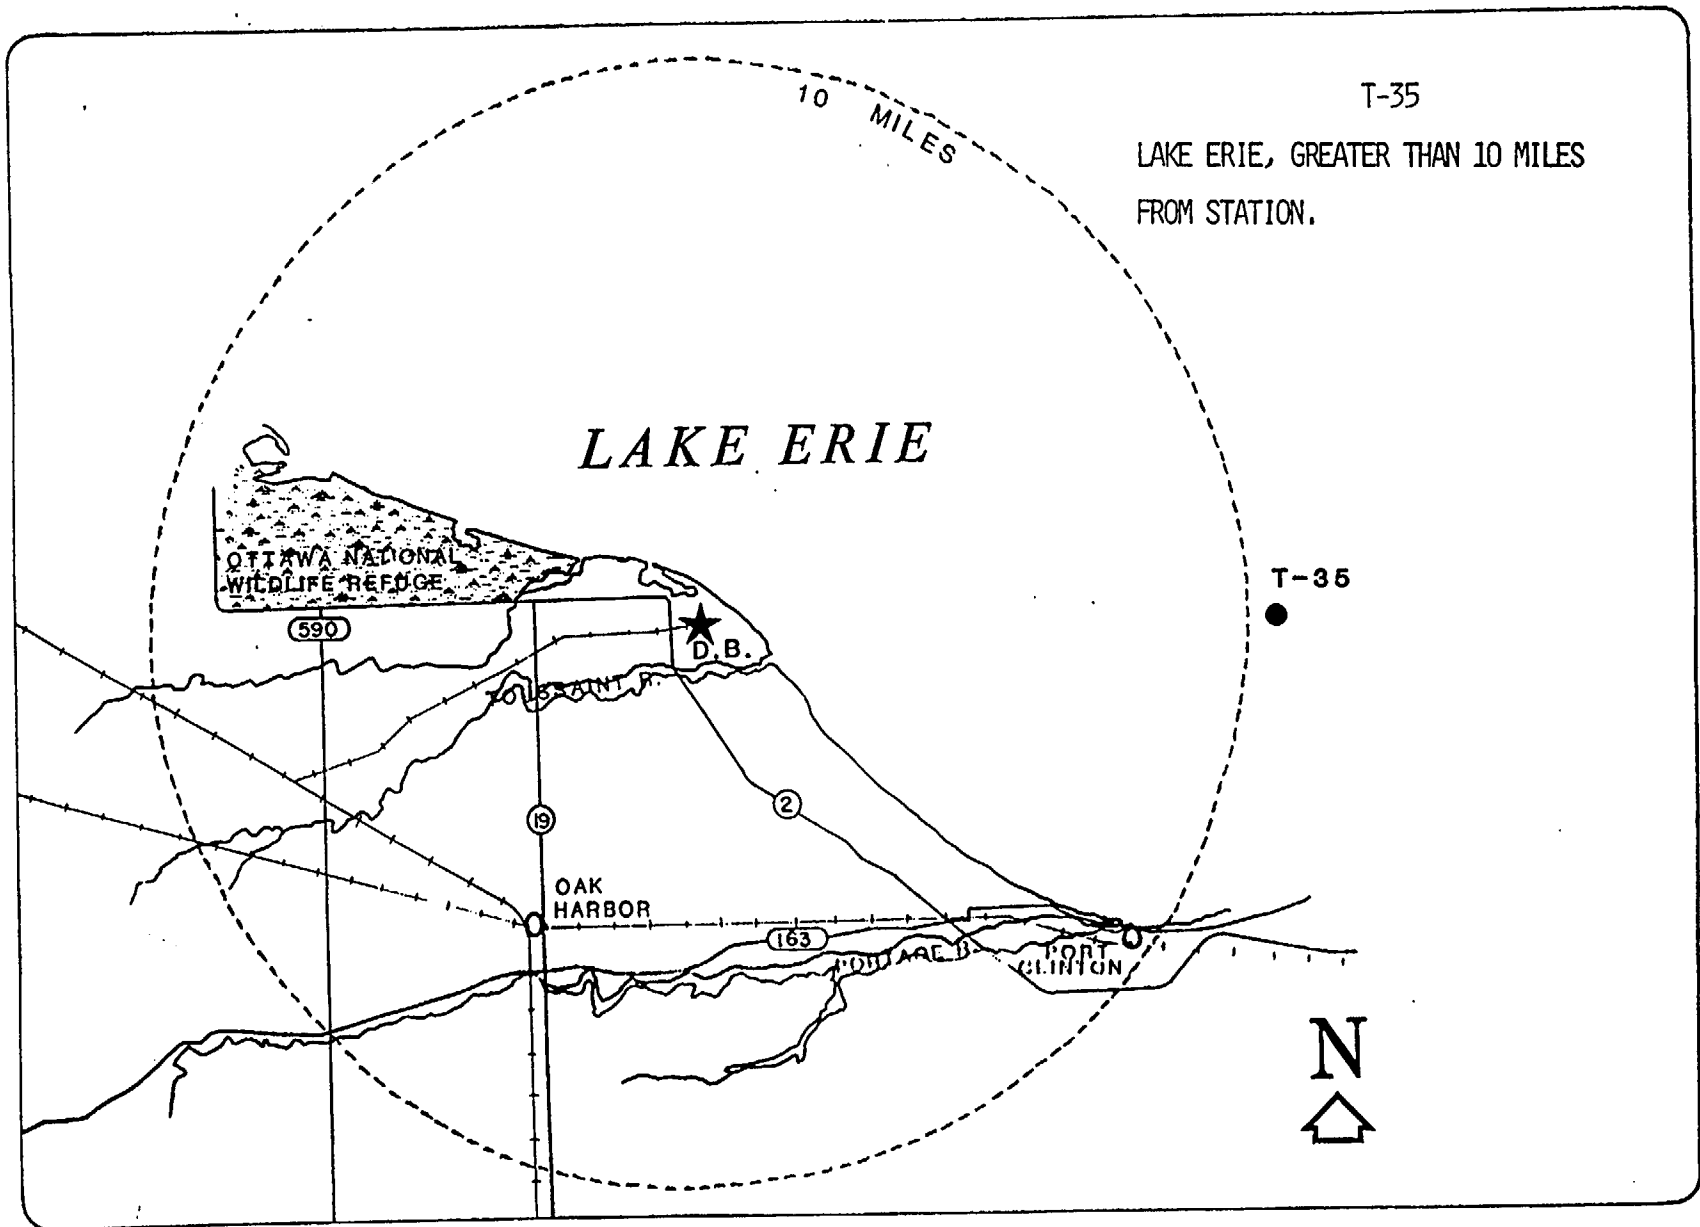 10 MILES
T-35
LAKE ERIE, GREATER THAN 10 MILES
FROM STATION.
LAKE ERIE
OTTAWA NATIONAL
WILDLIFE REFUGE
T-35
590
D.B.
TOUSSAINT R.
2
19
OAK
HARBOR
163
PORTAGE R.
PORT
CLINTON
N